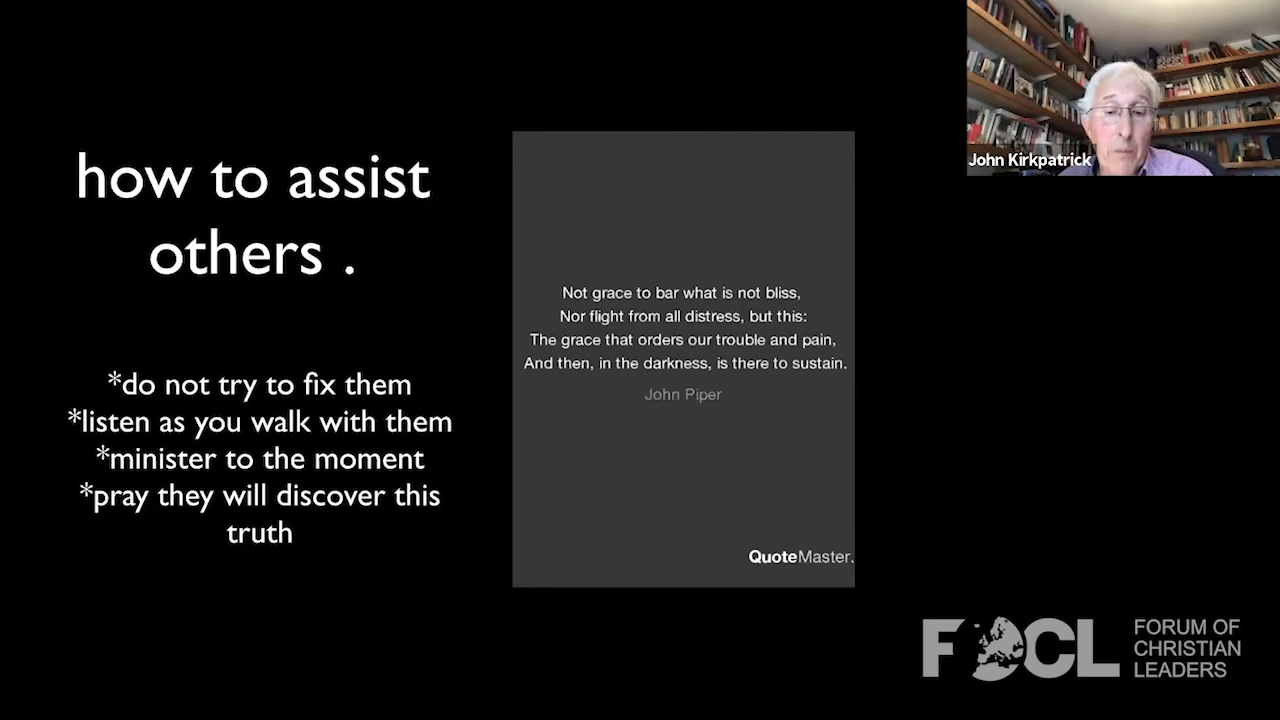 how to assist
others .
*do not try to fix them
*listen as you walk with them
*minister to the moment
*pray they will discover this
truth
Not grace to bar what is not bliss,
Nor flight from all distress, but this:
The grace that orders our trouble and pain,
And then, in the darkness, is there to sustain.
John Piper
QuoteMaster.
John Kirkpatrick
FOCL
FORUM OF
CHRISTIAN
LEADERS